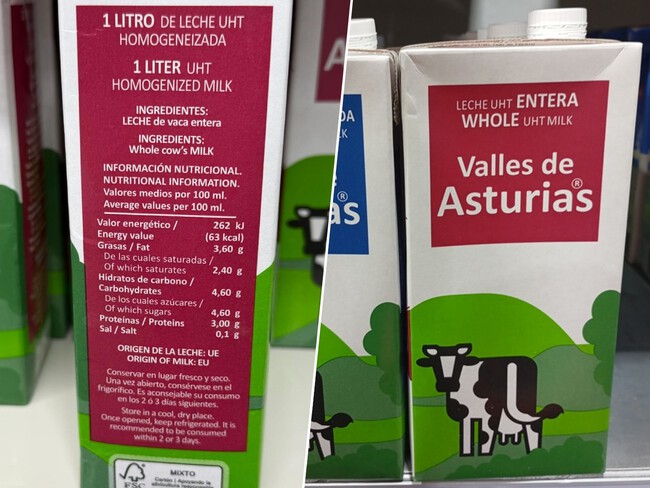 1 LITRO DE LECHE UHT
HOMOGENEIZADA
1 LITER UHT
HOMOGENIZED MILK
INGREDIENTES:
LECHE de vaca entera
INGREDIENTS:
Whole cow's MILK
INFORMACIÓN NUTRICIONAL.
NUTRITIONAL INFORMATION.
Valores medios por 100 ml.
Average values per 100 ml.
Valor energético / 262 kJ
Energy value (63 kcal)
Grasas / Fat 3,60 g
De las cuales saturadas /
Of which saturates 2,40 g
Hidratos de carbono /
Carbohydrates 4,60 g
De los cuales azúcares /
Of which sugars 4,60 g
Proteínas / Proteins 3,00 g
Sal / Salt 0,1 g
ORIGEN DE LA LECHE: UE
ORIGIN OF MILK: EU
Conservar en lugar fresco y seco.
Una vez abierto, consérvese en el
frigorífico. Es aconsejable su consumo
en los 2 ó 3 días siguientes.
Store in a cool, dry place.
Once opened, keep refrigerated. It is
recommended to be consumed
within 2 or 3 days.
FSC
MIXTO
Cartón | Apoyando la
LECHE UHT ENTERA
WHOLE UHT MILK
Valles de
Asturias®
DA
LK
e
as®